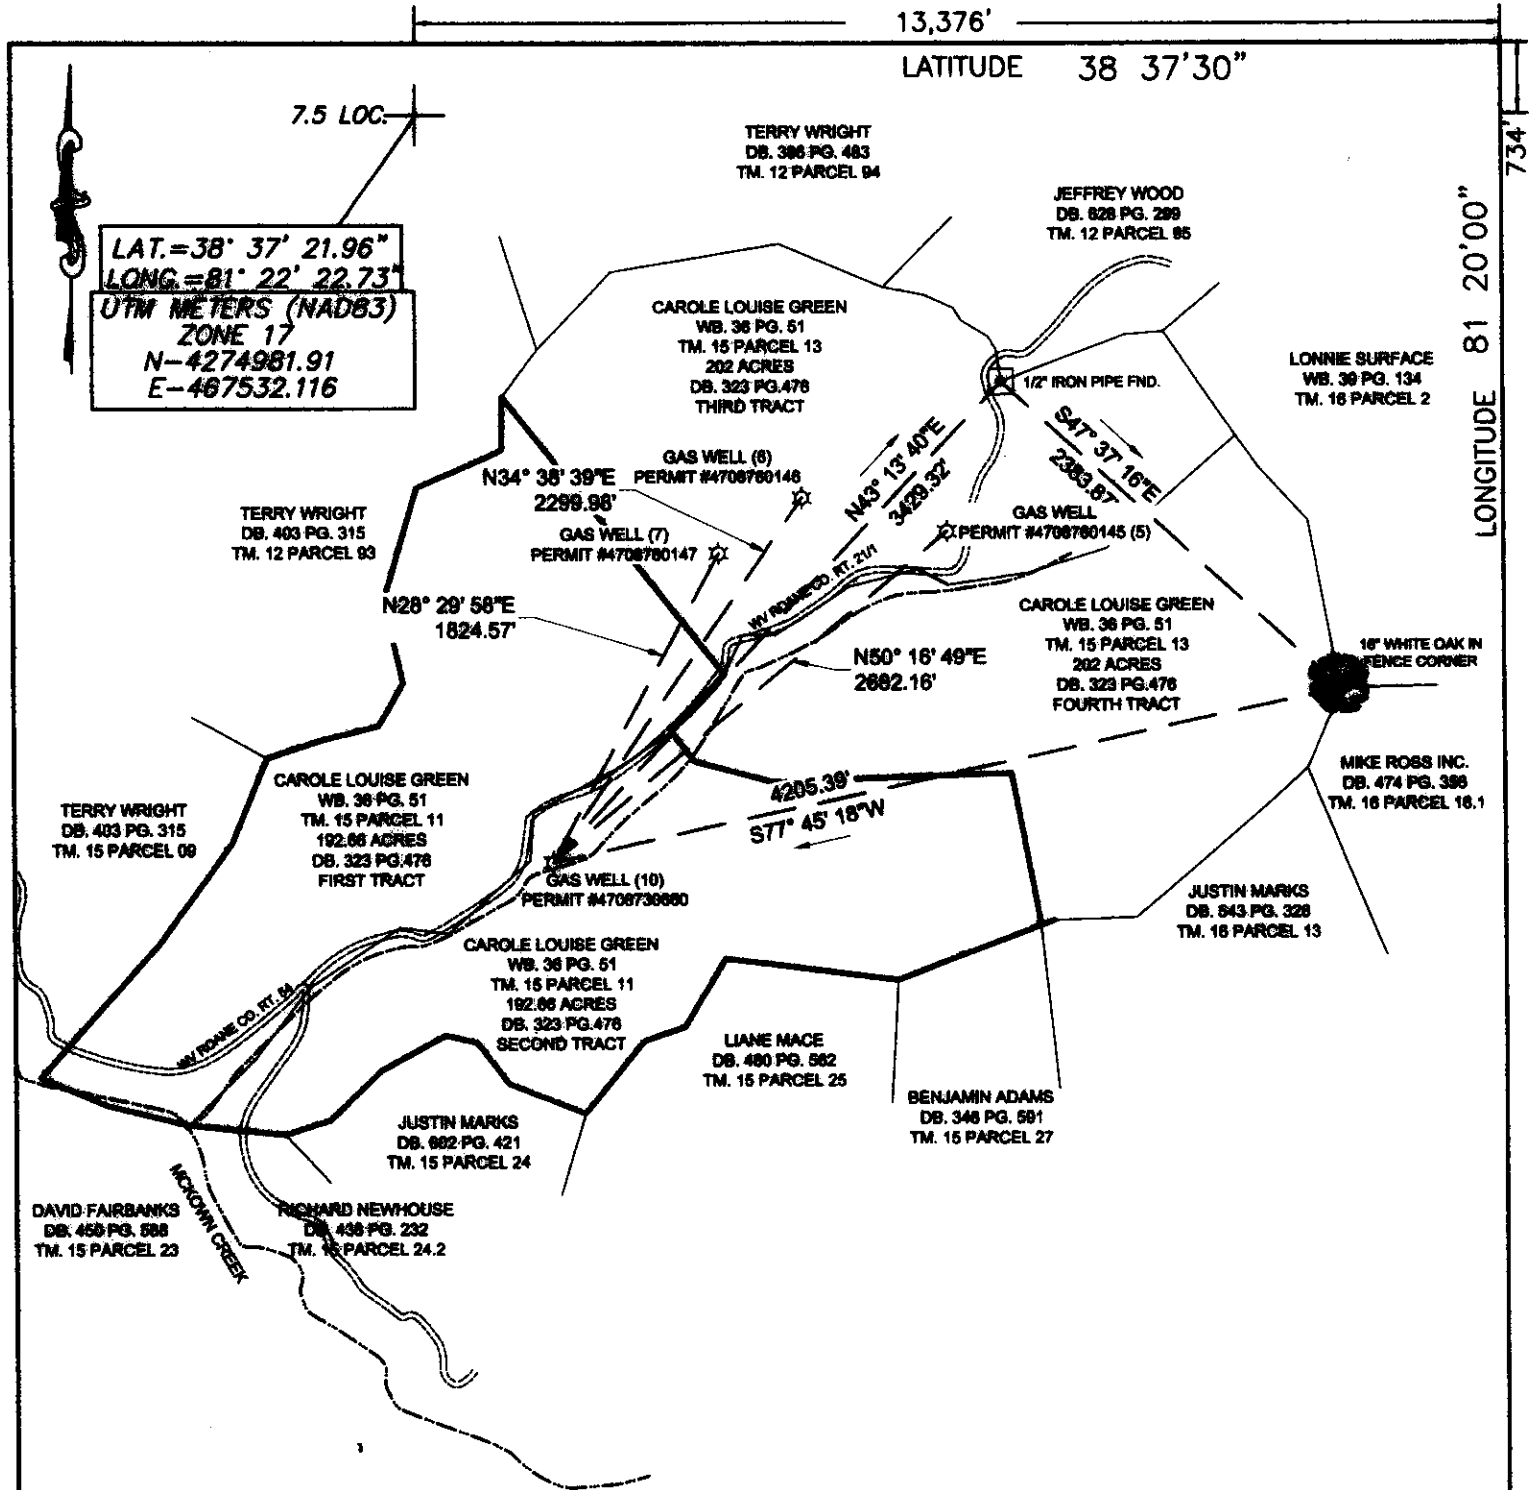 13,376'
LATITUDE 38 37'30"
734'
LONGITUDE 81 20'00"
7.5 LOC.
LAT.=38° 37' 21.96"
LONG.=81° 22' 22.73"
UTM METERS (NAD83)
ZONE 17
N-4274981.91
E-467532.116
TERRY WRIGHT
DB. 396 PG. 483
TM. 12 PARCEL 94
JEFFREY WOOD
DB. 628 PG. 299
TM. 12 PARCEL 95
CAROLE LOUISE GREEN
WB. 36 PG. 51
TM. 15 PARCEL 13
202 ACRES
DB. 323 PG.476
THIRD TRACT
1/2" IRON PIPE FND.
LONNIE SURFACE
WB. 39 PG. 134
TM. 16 PARCEL 2
S47° 37' 16"E
2383.87'
N43° 13' 40"E
3429.32'
GAS WELL (6)
PERMIT #4708760146
N34° 38' 39"E
2299.98'
GAS WELL (7)
PERMIT #4708760147
GAS WELL
PERMIT #4708760145 (5)
TERRY WRIGHT
DB. 403 PG. 315
TM. 12 PARCEL 93
N28° 29' 58"E
1824.57'
WV ROANE CO. RT. 21/1
CAROLE LOUISE GREEN
WB. 36 PG. 51
TM. 15 PARCEL 13
202 ACRES
DB. 323 PG.476
FOURTH TRACT
N50° 16' 49"E
2682.16'
16" WHITE OAK IN
FENCE CORNER
MIKE ROSS INC.
DB. 474 PG. 398
TM. 16 PARCEL 16.1
4205.39'
S77° 45' 18"W
CAROLE LOUISE GREEN
WB. 36 PG. 51
TM. 15 PARCEL 11
192.66 ACRES
DB. 323 PG.476
FIRST TRACT
TERRY WRIGHT
DB. 403 PG. 315
TM. 15 PARCEL 09
GAS WELL (10)
PERMIT #4708730660
JUSTIN MARKS
DB. 543 PG. 328
TM. 16 PARCEL 13
CAROLE LOUISE GREEN
WB. 36 PG. 51
TM. 15 PARCEL 11
192.66 ACRES
DB. 323 PG.476
SECOND TRACT
WV ROANE CO. RT. 54
LIANE MACE
DB. 480 PG. 562
TM. 15 PARCEL 25
BENJAMIN ADAMS
DB. 346 PG. 591
TM. 15 PARCEL 27
JUSTIN MARKS
DB. 602 PG. 421
TM. 15 PARCEL 24
MCKOWN CREEK
DAVID FAIRBANKS
DB. 450 PG. 588
TM. 15 PARCEL 23
RICHARD NEWHOUSE
DB. 436 PG. 232
TM. 15 PARCEL 24.2